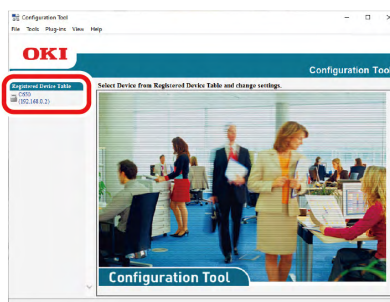 Configuration Tool
File Tools Plug-ins View Help
OKI
Configuration Tool
Registered Device Table
Select Device from Registered Device Table and change settings.
C650
(192.168.0.2)
Configuration Tool